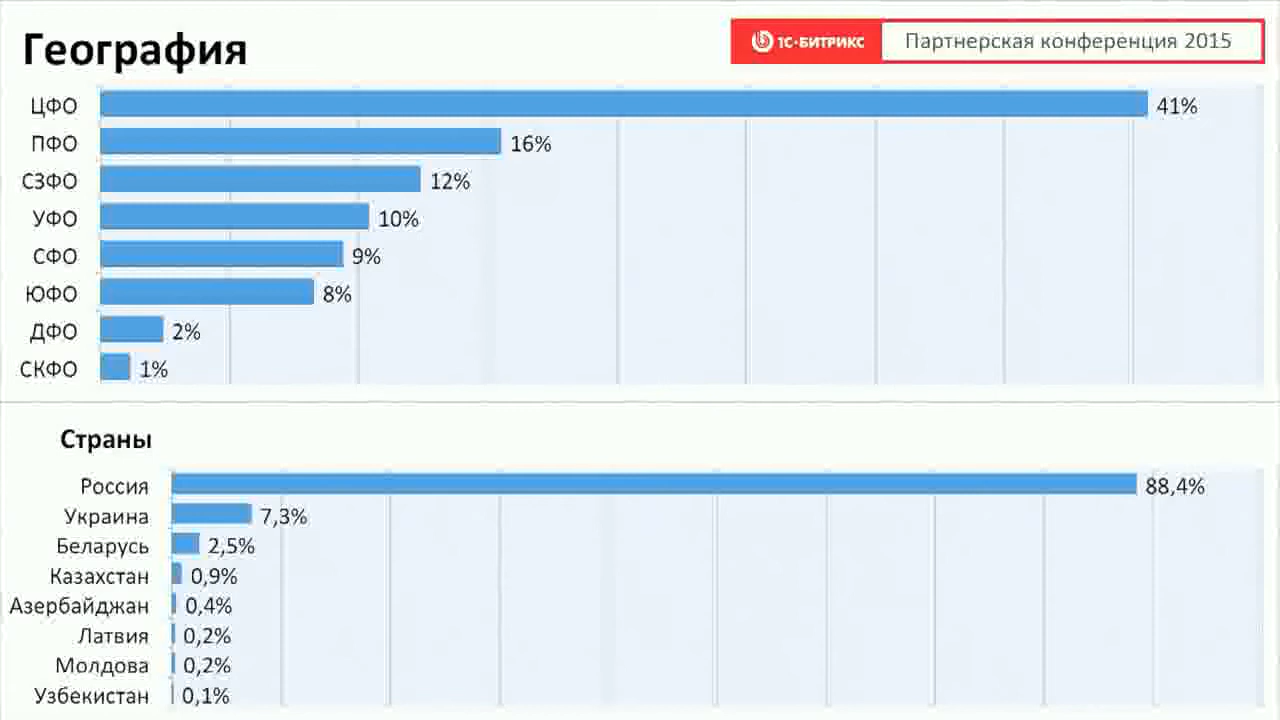 География
1С-БИТРИКС Партнерская конференция 2015
ЦФО 41%
ПФО 16%
СЗФО 12%
УФО 10%
СФО 9%
ЮФО 8%
ДФО 2%
СКФО 1%
Страны
Россия 88,4%
Украина 7,3%
Беларусь 2,5%
Казахстан 0,9%
Азербайджан 0,4%
Латвия 0,2%
Молдова 0,2%
Узбекистан 0,1%